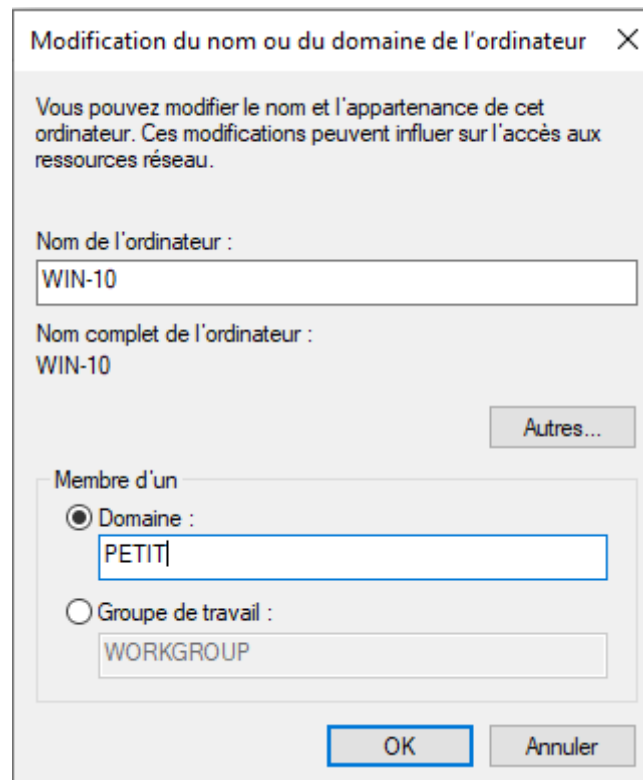 Modification du nom ou du domaine de l'ordinateur
Vous pouvez modifier le nom et l'appartenance de cet
ordinateur. Ces modifications peuvent influer sur l'accès aux
ressources réseau.
Nom de l'ordinateur :
WIN-10
Nom complet de l'ordinateur :
WIN-10
Autres...
Membre d'un
Domaine :
PETIT
Groupe de travail :
WORKGROUP
OK
Annuler